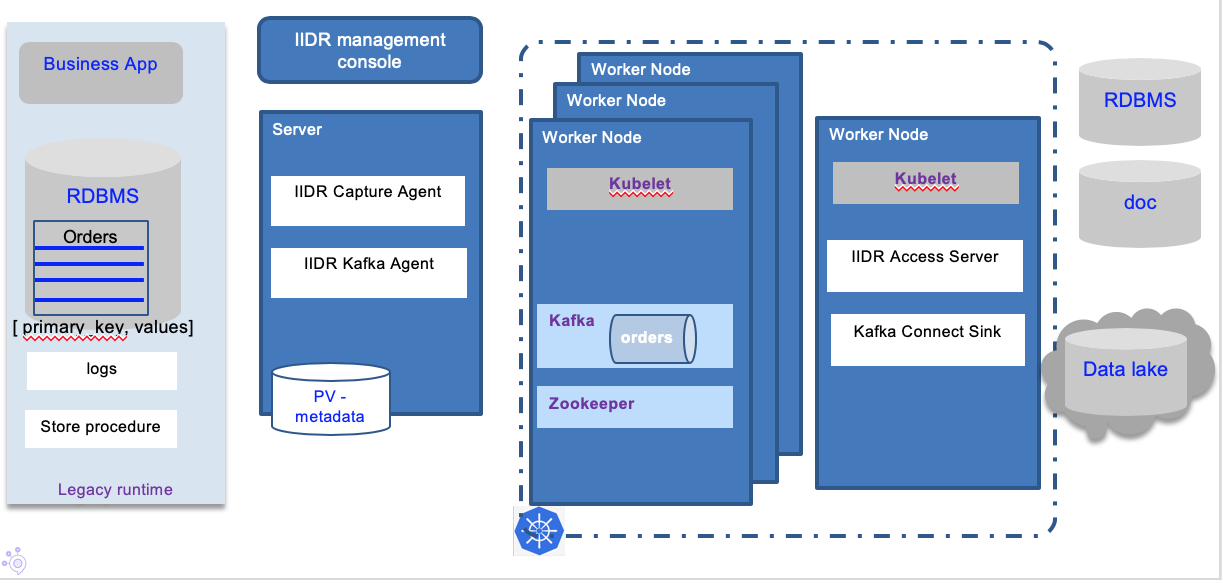 Business App
RDBMS
Orders
[ primary_key, values]
logs
Store procedure
Legacy runtime
IIDR management
console
Server
IIDR Capture Agent
IIDR Kafka Agent
PV -
metadata
Worker Node
Worker Node
Worker Node
Kubelet
Kafka
orders
Zookeeper
Worker Node
Kubelet
IIDR Access Server
Kafka Connect Sink
RDBMS
doc
Data lake